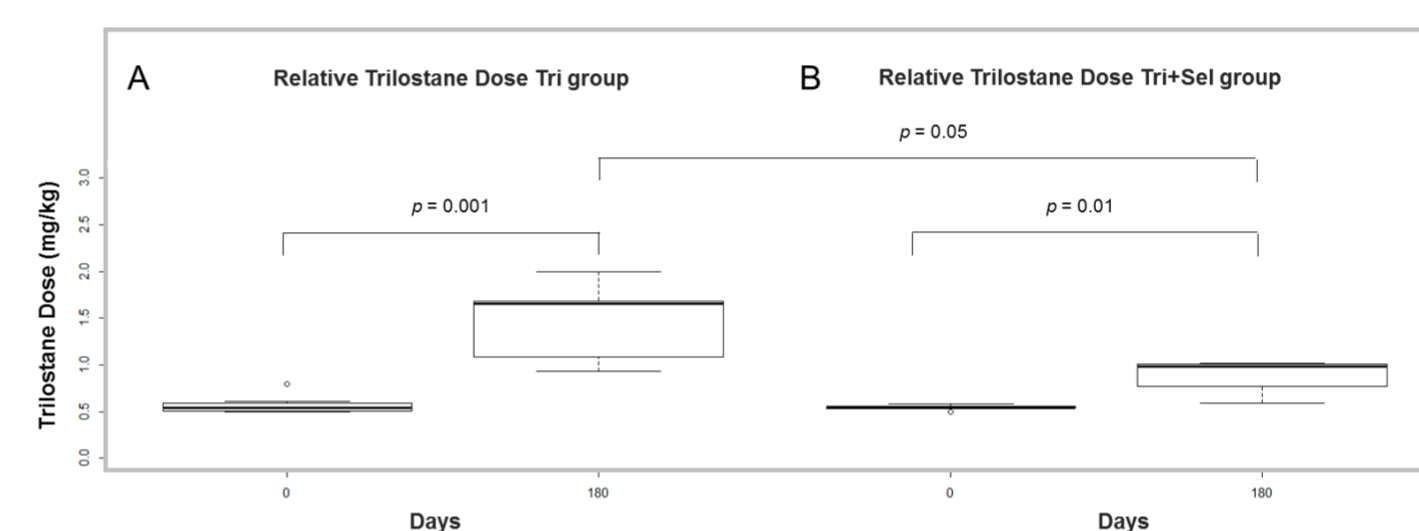 A Relative Trilostane Dose Tri group B Relative Trilostane Dose Tri+Sel group
p = 0.05
p = 0.001 p = 0.01
Trilostane Dose (mg/kg)
3.0
2.5
2.0
1.5
1.0
0.5
0.0
0 180 0 180
Days Days